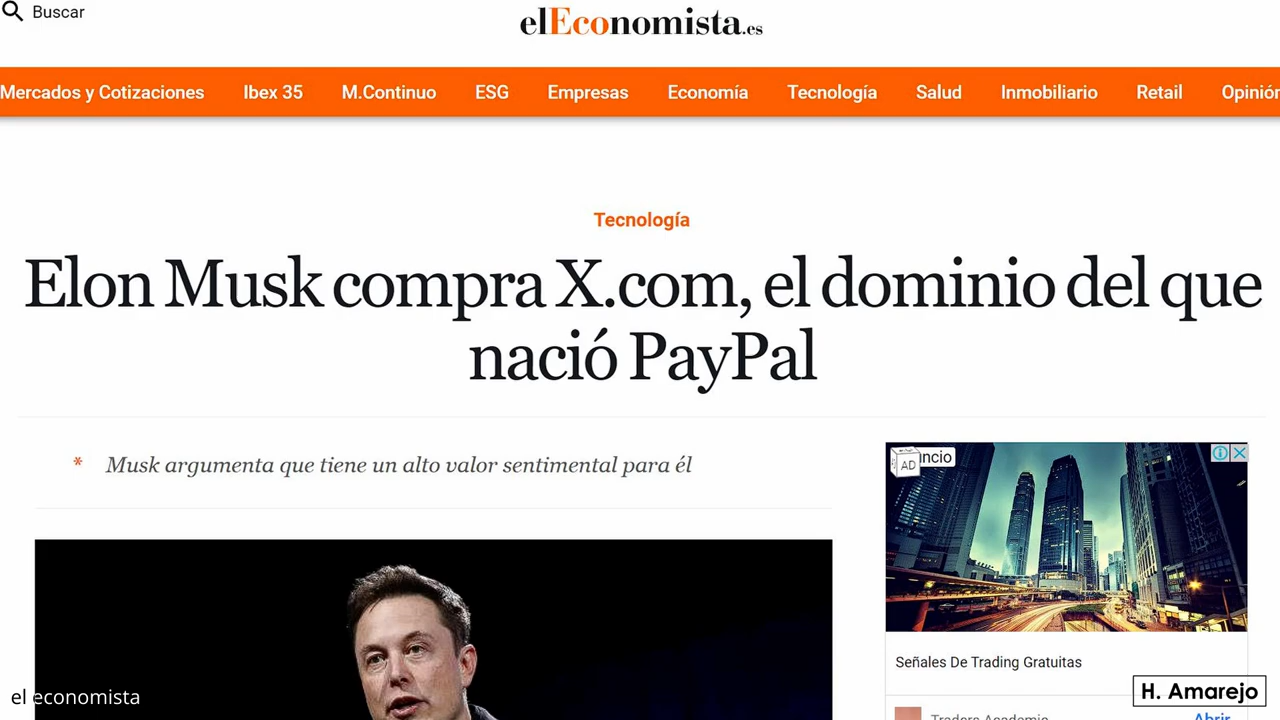 Buscar
elEconomista.es
Mercados y Cotizaciones Ibex 35 M.Continuo ESG Empresas Economía Tecnología Salud Inmobiliario Retail Opinión
Tecnología
Elon Musk compra X.com, el dominio del que
nació PayPal
* Musk argumenta que tiene un alto valor sentimental para él
AD
Señales De Trading Gratuitas
Abrir
el economista
H. Amarejo